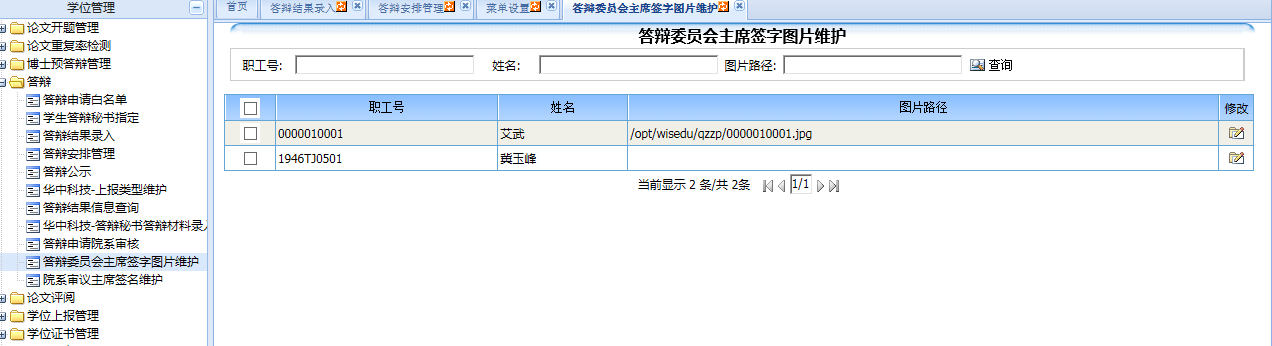 学位管理
论文开题管理
论文重复率检测
博士预答辩管理
答辩
答辩申请白名单
学生答辩秘书指定
答辩结果录入
答辩安排管理
答辩公示
华中科技-上报类型维护
答辩结果信息查询
华中科技-答辩秘书答辩材料录入
答辩申请院系审核
答辩委员会主席签字图片维护
院系审议主席签名维护
论文评阅
学位上报管理
学位证书管理
首页 答辩结果录入 答辩安排管理 菜单设置 答辩委员会主席签字图片维护
答辩委员会主席签字图片维护
职工号: 姓名: 图片路径: 查询
职工号 姓名 图片路径 修改
0000010001 艾武 /opt/wisedu/qzzp/0000010001.jpg
1946TJ0501 冀玉峰
当前显示 2 条/共 2条 1/1